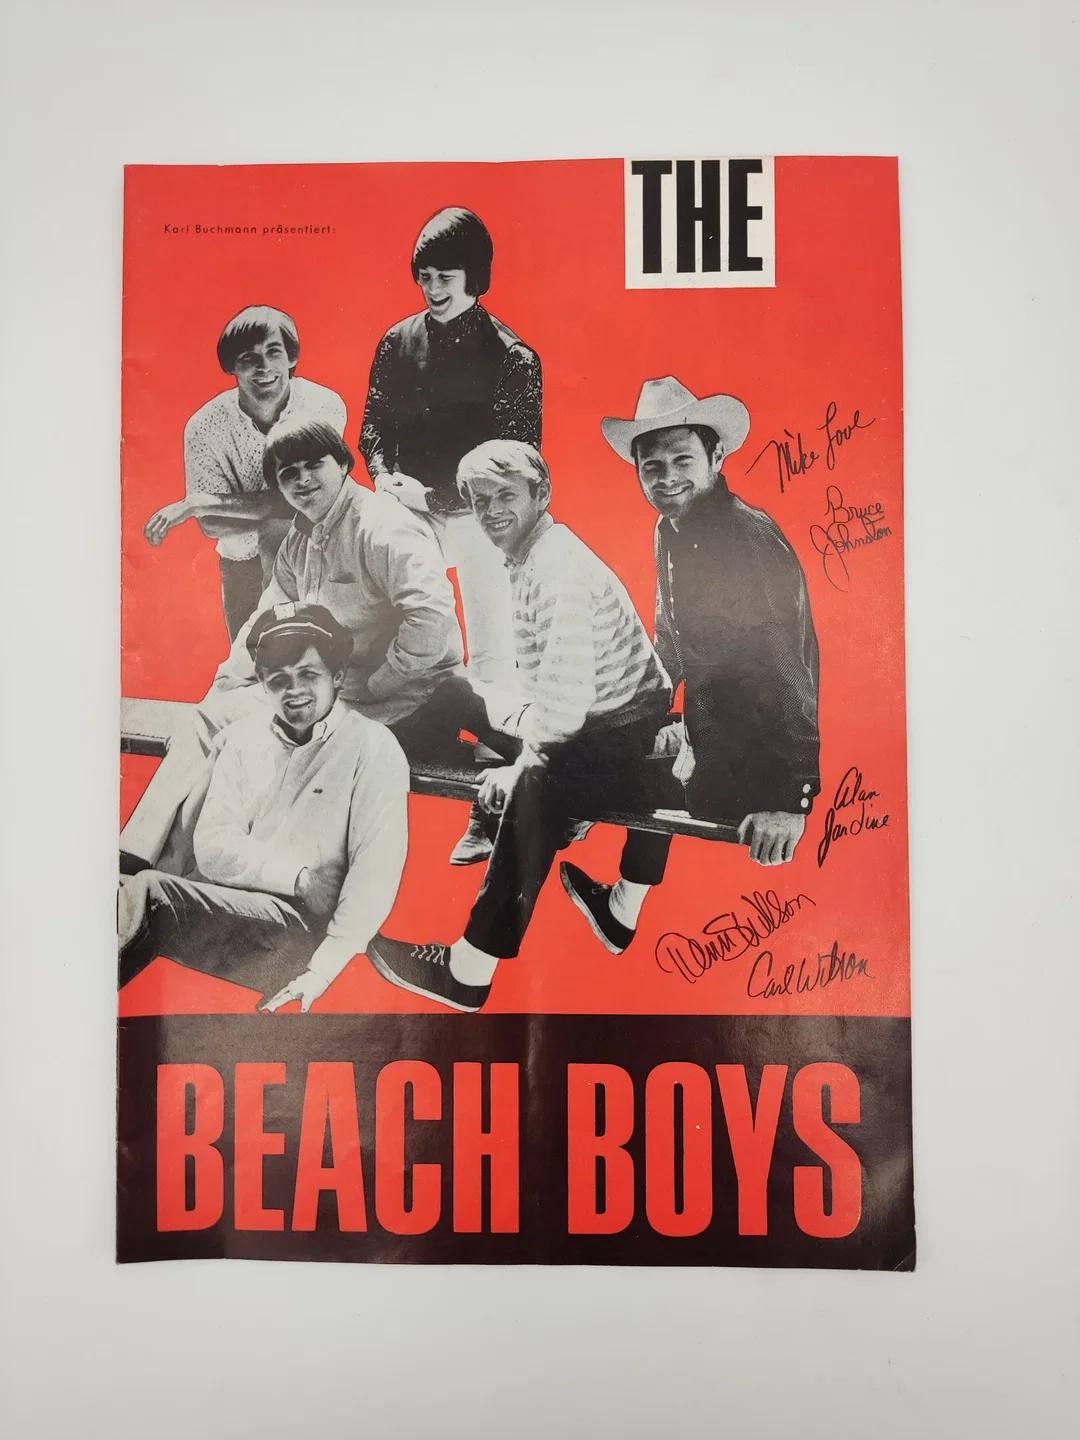 Karl Buchmann präsentiert:
THE
Mike Love
Bruce
Johnston
Alan
Jardine
Dennis Wilson
Carl Wilson
BEACH BOYS